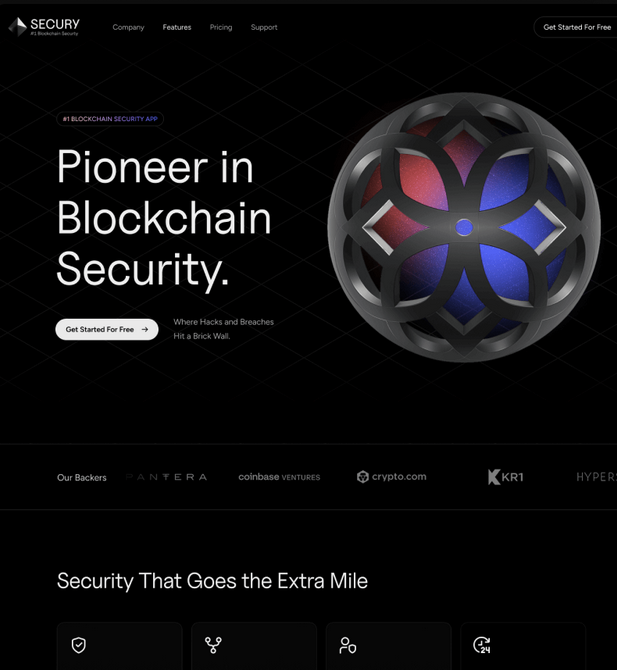 SECURY
#1 Blockchain Security
Company
Features
Pricing
Support
Get Started For Free
#1 BLOCKCHAIN SECURITY APP
Pioneer in
Blockchain
Security.
Get Started For Free
Where Hacks and Breaches
Hit a Brick Wall.
Our Backers
coinbase VENTURES
crypto.com
KR1
Security That Goes the Extra Mile
24